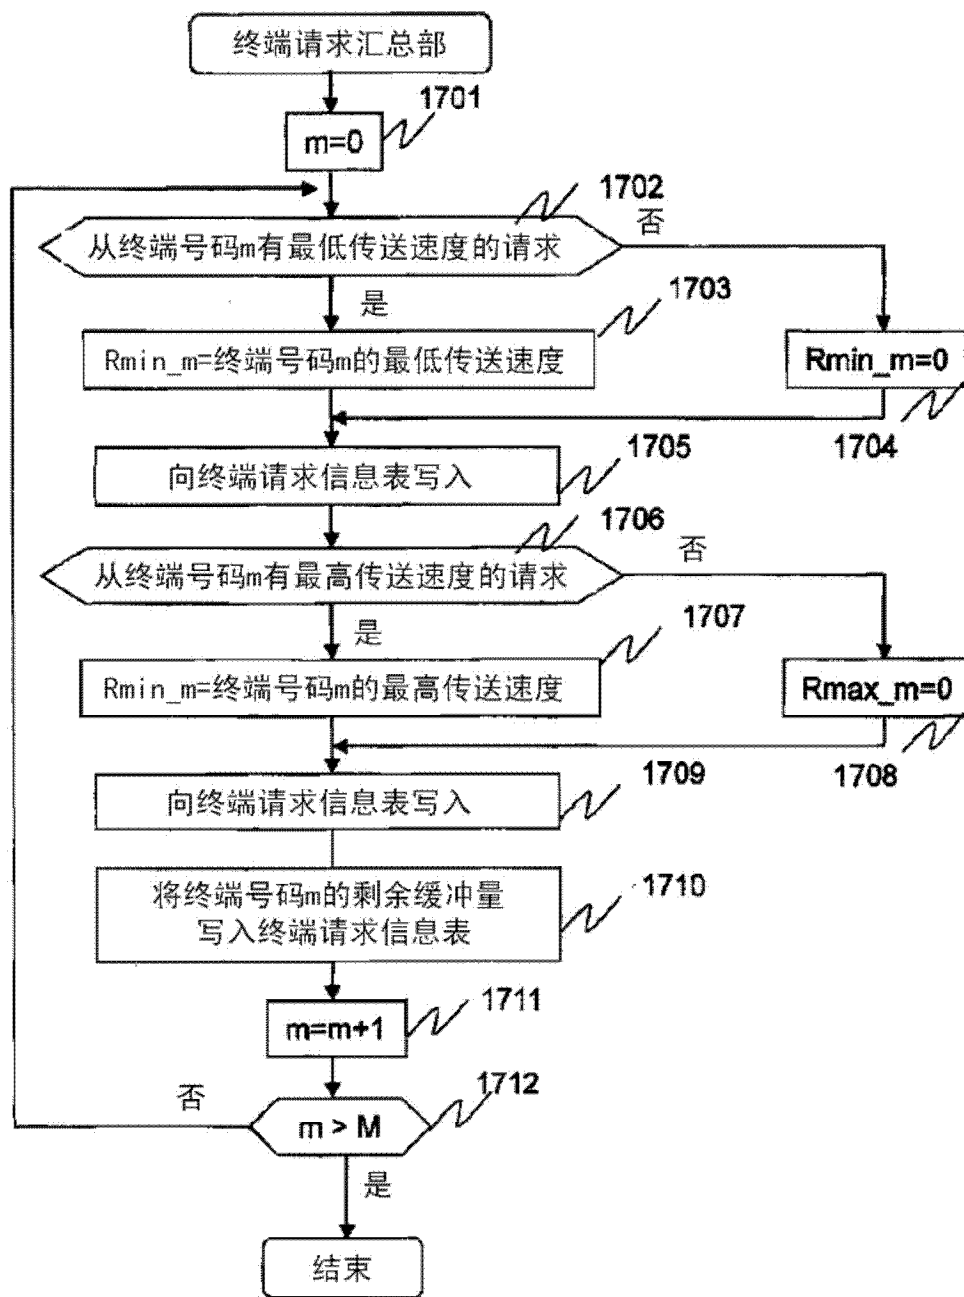 终端请求汇总部
1701
m=0
1702
从终端号码m有最低传送速度的请求
否
是
1703
Rmin_m=终端号码m的最低传送速度
Rmin_m=0
1704
1705
向终端请求信息表写入
1706
从终端号码m有最高传送速度的请求
否
是
1707
Rmin_m=终端号码m的最高传送速度
Rmax_m=0
1708
1709
向终端请求信息表写入
1710
将终端号码m的剩余缓冲量
写入终端请求信息表
1711
m=m+1
1712
否
m > M
是
结束